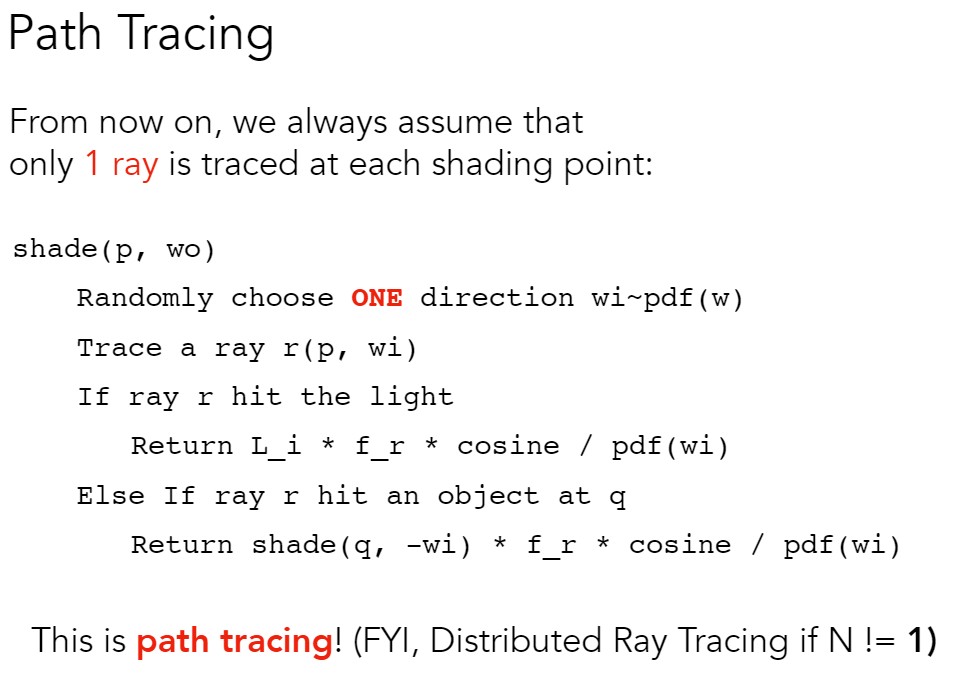 Path Tracing
From now on, we always assume that
only 1 ray is traced at each shading point:
shade(p, wo)
Randomly choose ONE direction wi~pdf(w)
Trace a ray r(p, wi)
If ray r hit the light
Return L_i * f_r * cosine / pdf(wi)
Else If ray r hit an object at q
Return shade(q, -wi) * f_r * cosine / pdf(wi)
This is path tracing! (FYI, Distributed Ray Tracing if N != 1)